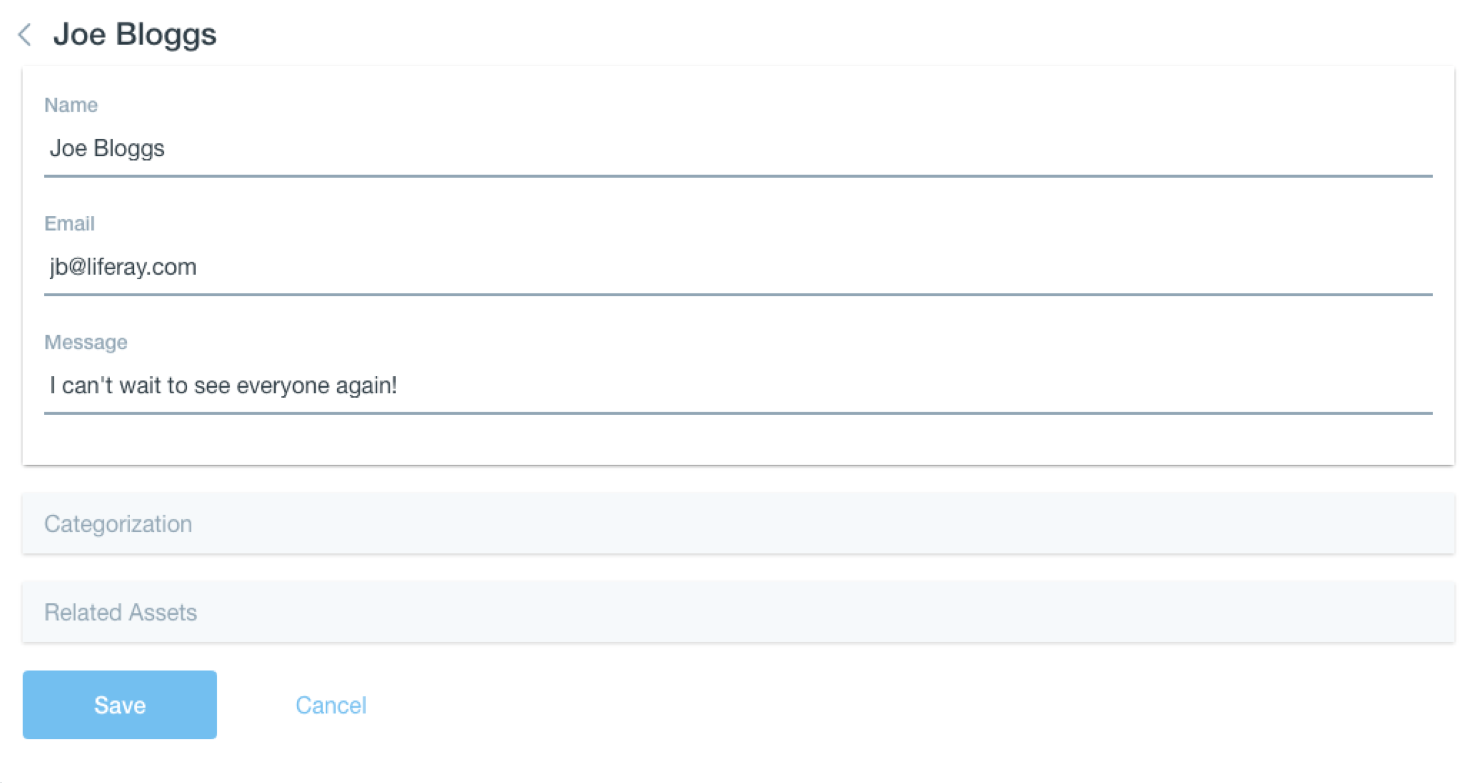 Joe Bloggs
Name
Joe Bloggs
Email
jb@liferay.com
Message
I can't wait to see everyone again!
Categorization
Related Assets
Save
Cancel